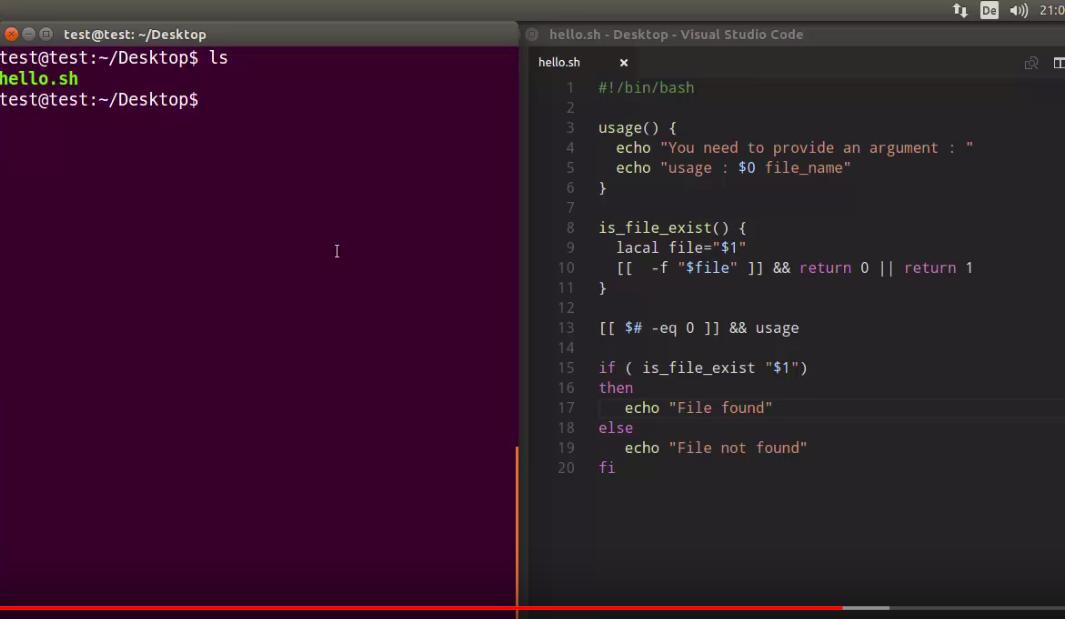 De 21:0
test@test: ~/Desktop
test@test:~/Desktop$ ls
hello.sh
test@test:~/Desktop$
hello.sh - Desktop - Visual Studio Code
hello.sh
1 #!/bin/bash
2
3 usage() {
4 echo "You need to provide an argument : "
5 echo "usage : $0 file_name"
6 }
7
8 is_file_exist() {
9 lacal file="$1"
10 [[  -f "$file" ]] && return 0 || return 1
11 }
12
13 [[ $# -eq 0 ]] && usage
14
15 if ( is_file_exist "$1")
16 then
17 echo "File found"
18 else
19 echo "File not found"
20 fi